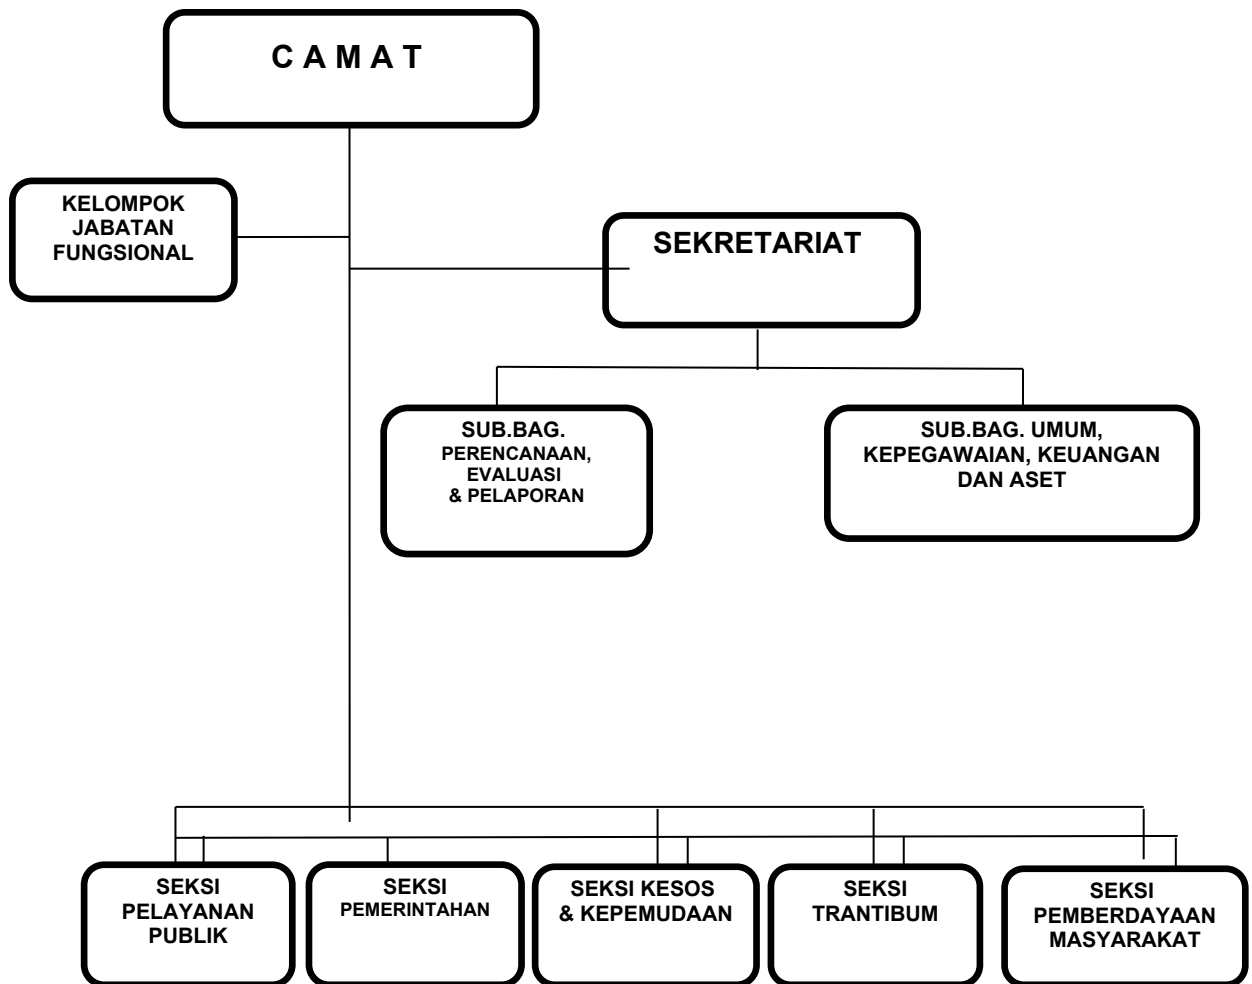 C A M A T
KELOMPOK
JABATAN
FUNGSIONAL
SEKRETARIAT
SUB.BAG.
PERENCANAAN,
EVALUASI
& PELAPORAN
SUB.BAG. UMUM,
KEPEGAWAIAN, KEUANGAN
DAN ASET
SEKSI
PELAYANAN
PUBLIK
SEKSI
PEMERINTAHAN
SEKSI KESOS
& KEPEMUDAAN
SEKSI
TRANTIBUM
SEKSI
PEMBERDAYAAN
MASYARAKAT